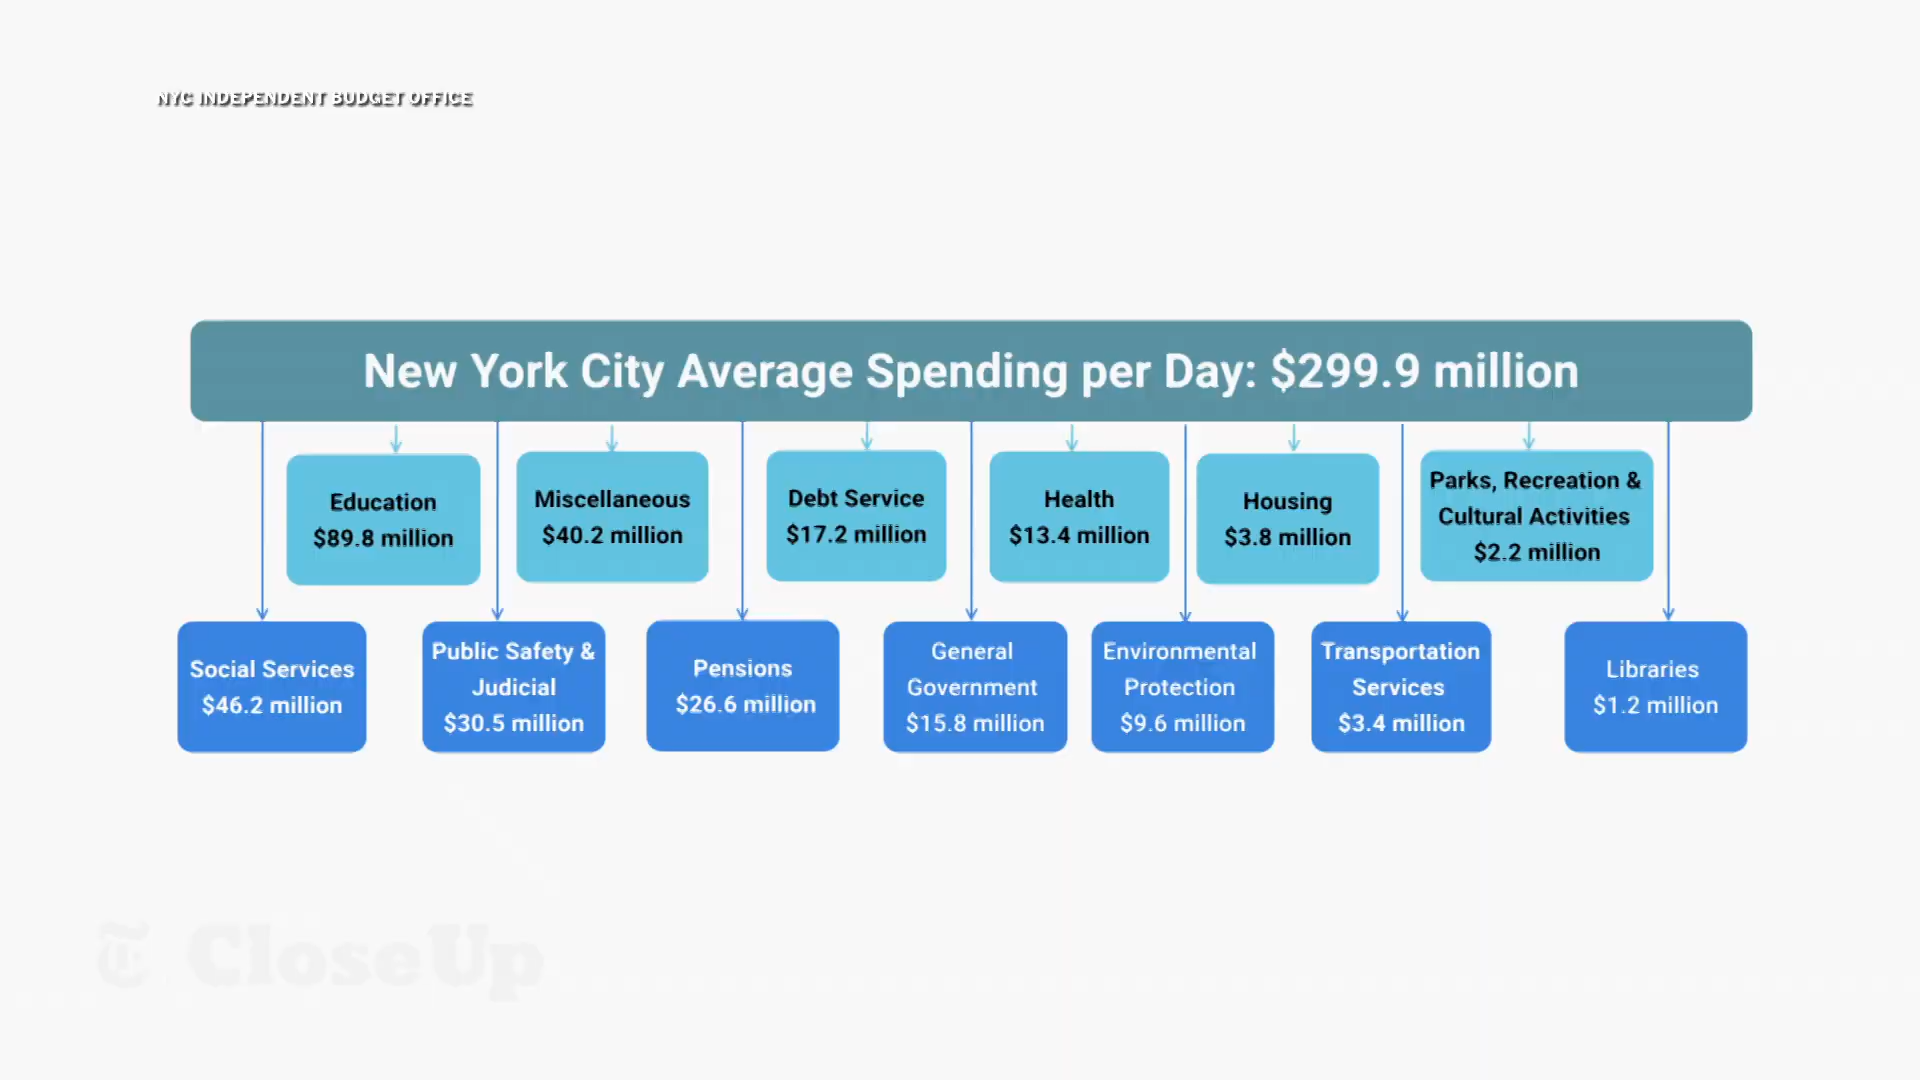 NYC INDEPENDENT BUDGET OFFICE
New York City Average Spending per Day: $299.9 million
Education
$89.8 million
Miscellaneous
$40.2 million
Debt Service
$17.2 million
Health
$13.4 million
Housing
$3.8 million
Parks, Recreation &
Cultural Activities
$2.2 million
Social Services
$46.2 million
Public Safety &
Judicial
$30.5 million
Pensions
$26.6 million
General
Government
$15.8 million
Environmental
Protection
$9.6 million
Transportation
Services
$3.4 million
Libraries
$1.2 million
T CloseUp